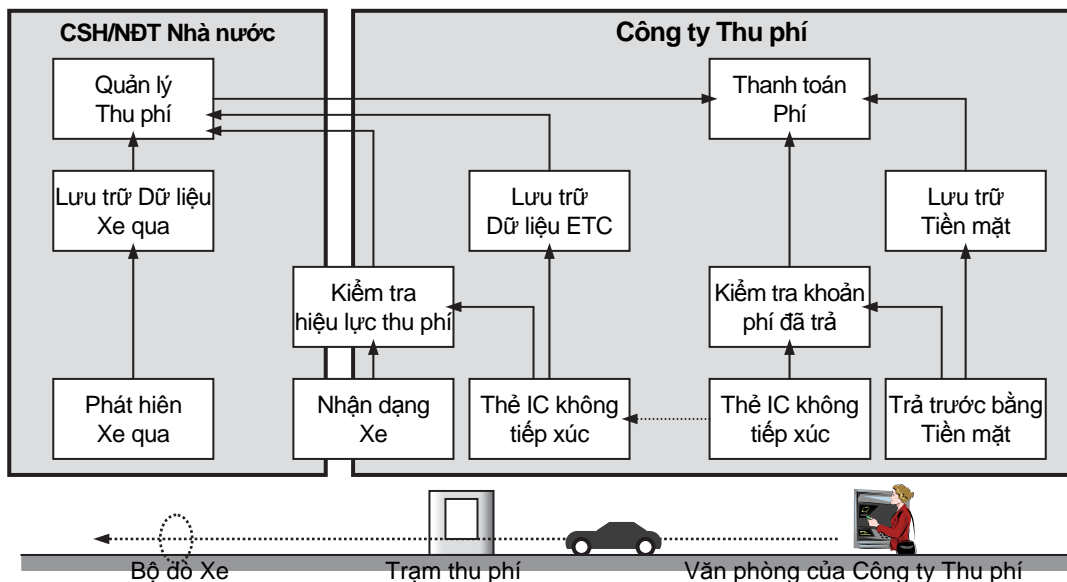 CSH/NĐT Nhà nước
Công ty Thu phí
Quản lý
Thu phí
Thanh toán
Phí
Lưu trữ Dữ liệu
Xe qua
Lưu trữ
Dữ liệu ETC
Lưu trữ
Tiền mặt
Kiểm tra
hiệu lực thu phí
Kiểm tra khoản
phí đã trả
Phát hiên
Xe qua
Nhận dạng
Xe
Thẻ IC không
tiếp xúc
Thẻ IC không
tiếp xúc
Trả trước bằng
Tiền mặt
Bộ dò Xe
Trạm thu phí
Văn phòng của Công ty Thu phí